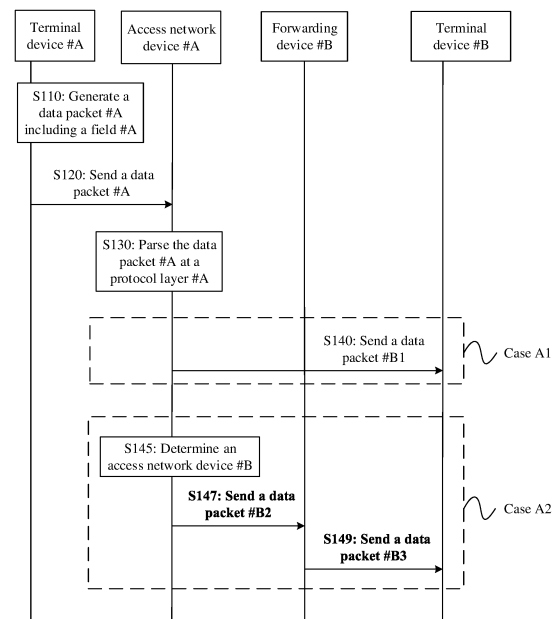 Terminal
device #A
Access network
device #A
Forwarding
device #B
Terminal
device #B
S110: Generate a
data packet #A
including a field #A
S120: Send a data
packet #A
S130: Parse the data
packet #A at a
protocol layer #A
S140: Send a data
packet #B1
Case A1
S145: Determine an
access network device #B
S147: Send a data
packet #B2
Case A2
S149: Send a data
packet #B3